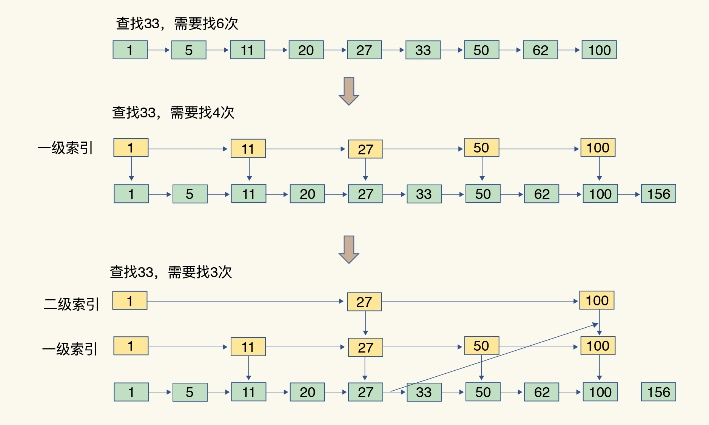 查找33，需要找6次
1 5 11 20 27 33 50 62 100
查找33，需要找4次
一级索引 1 11 27 50 100
1 5 11 20 27 33 50 62 100 156
查找33，需要找3次
二级索引 1 27 100
一级索引 1 11 27 50 100
1 5 11 20 27 33 50 62 100 156